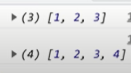 ▶(3) [1, 2, 3]
▶(4) [1, 2, 3, 4]